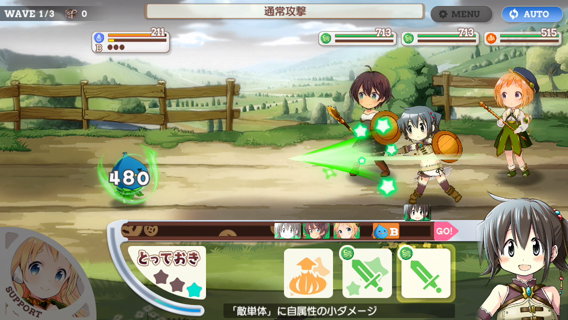 WAVE 1/3 0
通常攻撃
MENU
AUTO
211
B
713
713
515
480
B
GO!
とっておき
SUPPORT
「敵単体」に自属性の小ダメージ